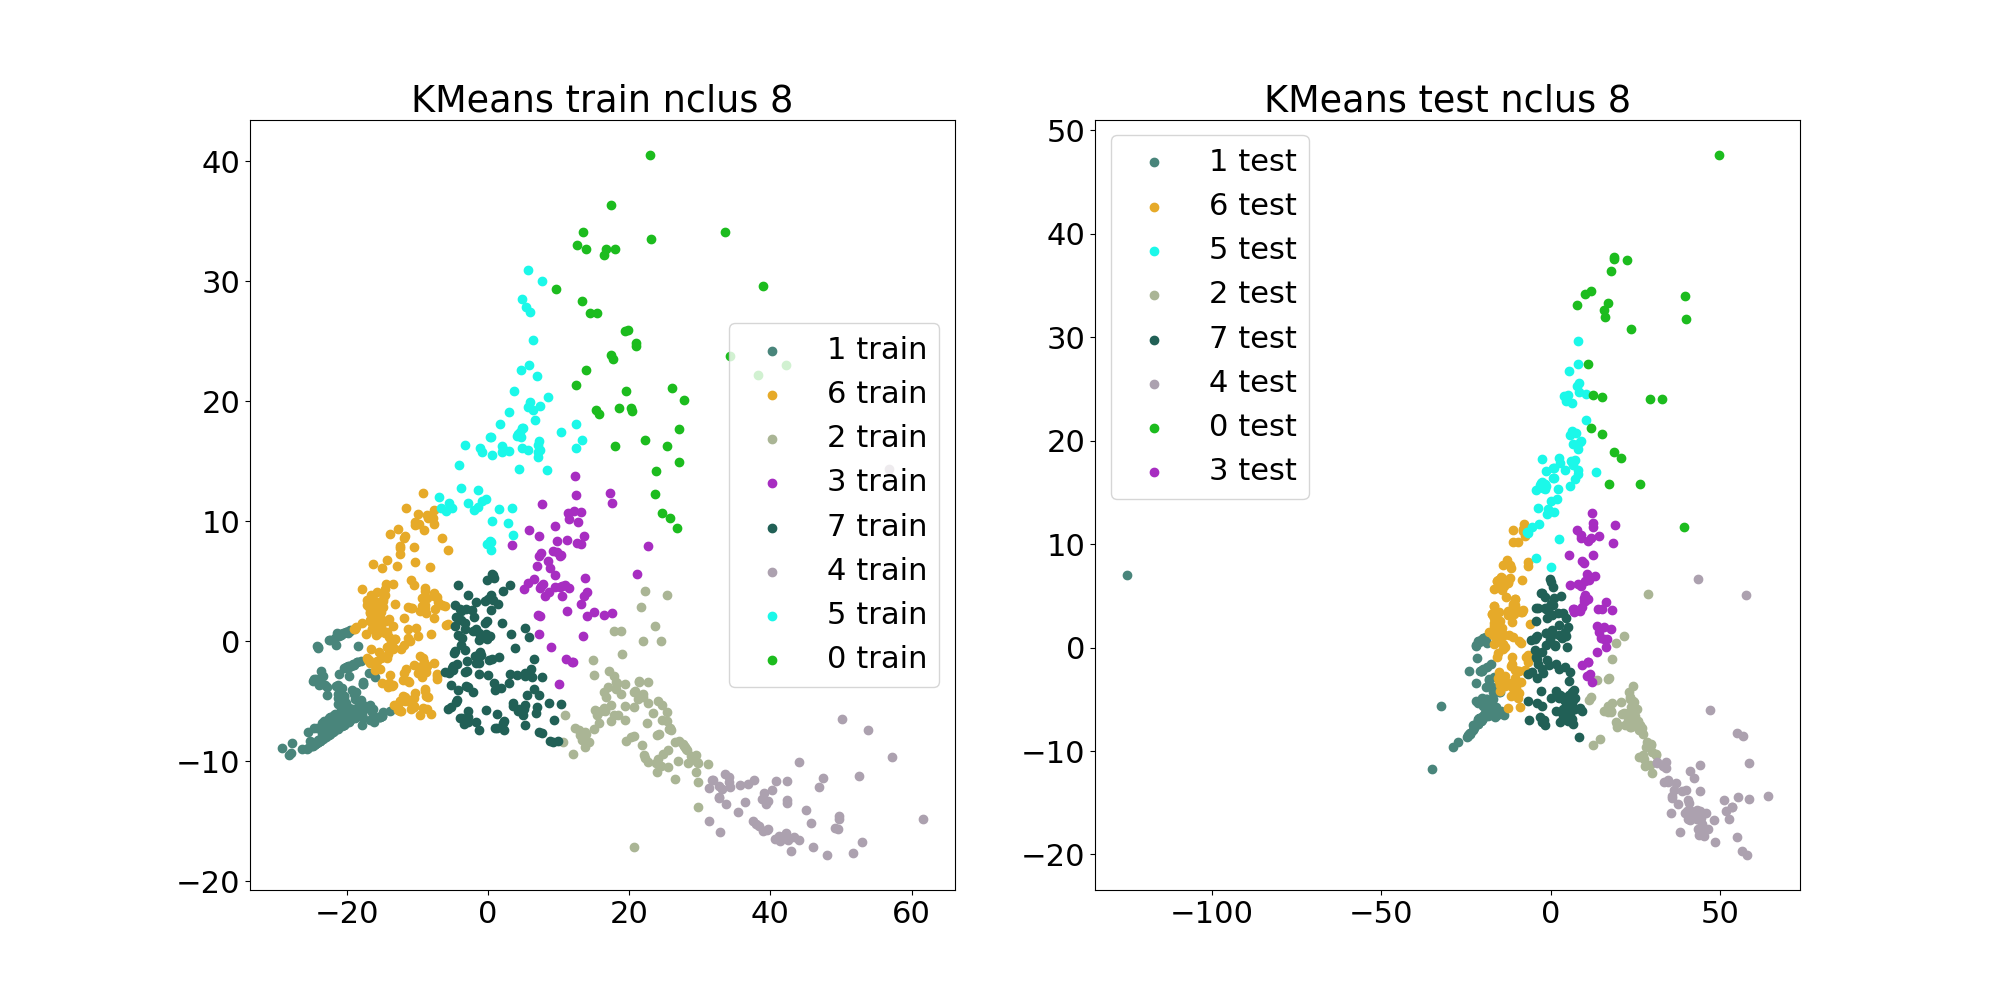 KMeans train nclus 8
40
30
20
10
0
−10
−20
−20 0 20 40 60
1 train
6 train
2 train
3 train
7 train
4 train
5 train
0 train
KMeans test nclus 8
50
40
30
20
10
0
−10
−20
−100 −50 0 50
1 test
6 test
5 test
2 test
7 test
4 test
0 test
3 test